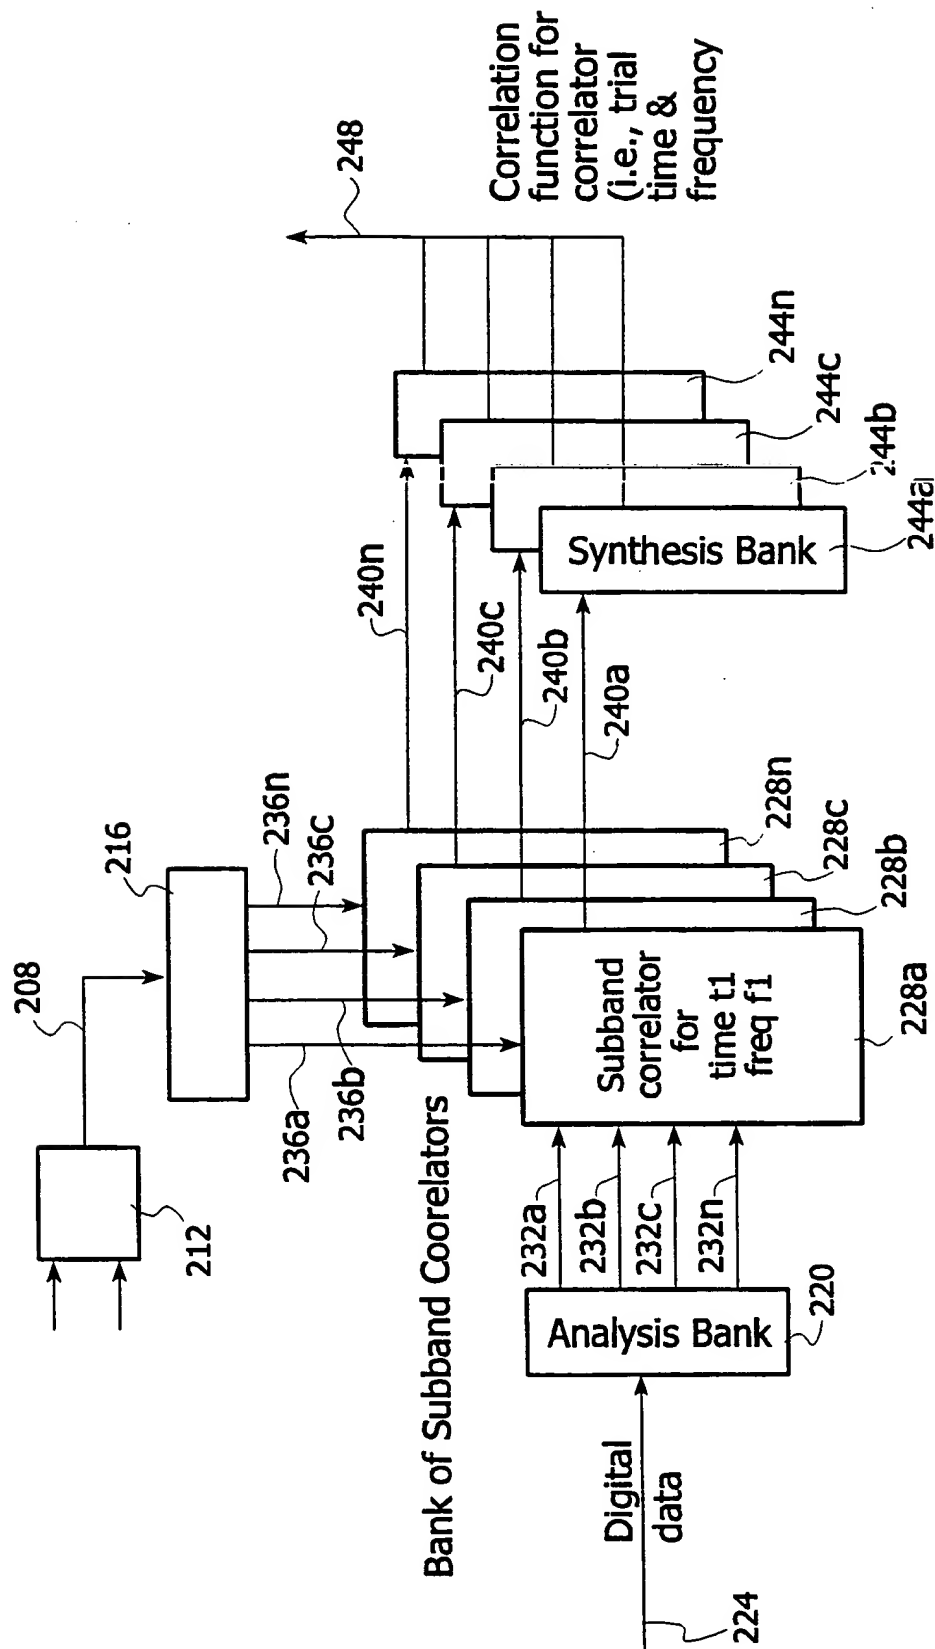 208
216
212
236n
236c
236a
236b
Bank of Subband Coorelators
240n
240c
240b
240a
248
Correlation
function for
correlator
(i.e., trial
time &
frequency
Digital
data
224
Analysis Bank
220
232a
232b
232c
232n
Subband
correlator
for
time t1
freq f1
228a
228b
228c
228n
Synthesis Bank
244a
244b
244c
244n